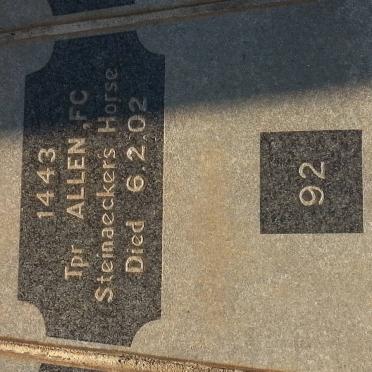 1443
Tpr ALLEN ,FC
Steinaeckers Horse
Died 6.2.02
92